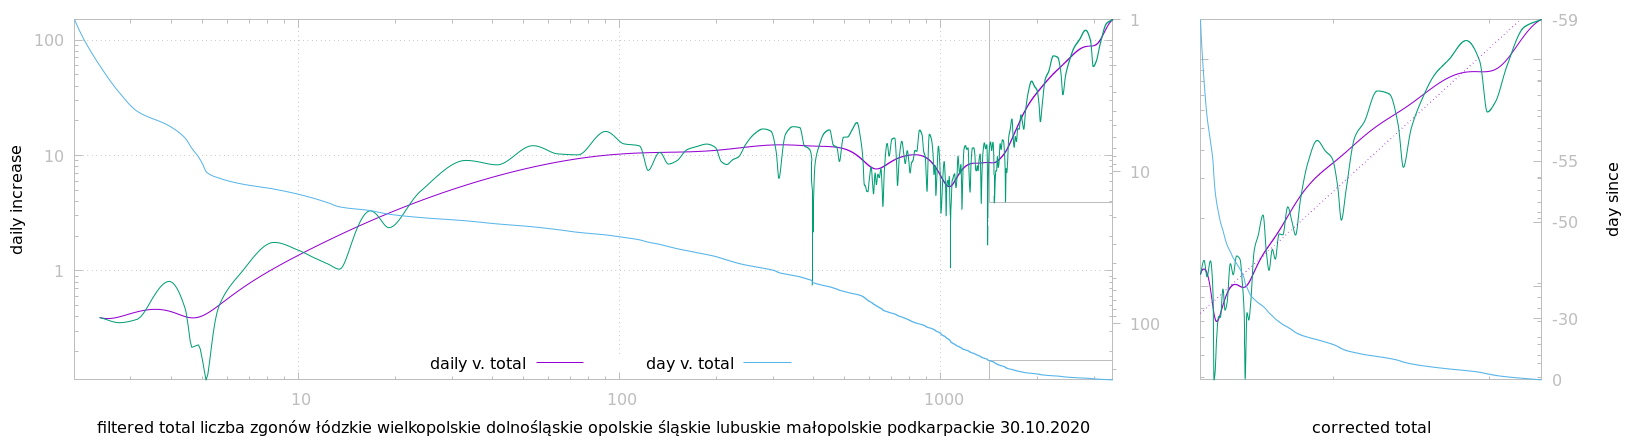 100
10
1
daily increase
10
100
1000
1
10
100
daily v. total
day v. total
filtered total liczba zgonów łódzkie wielkopolskie dolnośląskie opolskie śląskie lubuskie małopolskie podkarpackie 30.10.2020
-59
-55
-50
-30
0
day since
corrected total